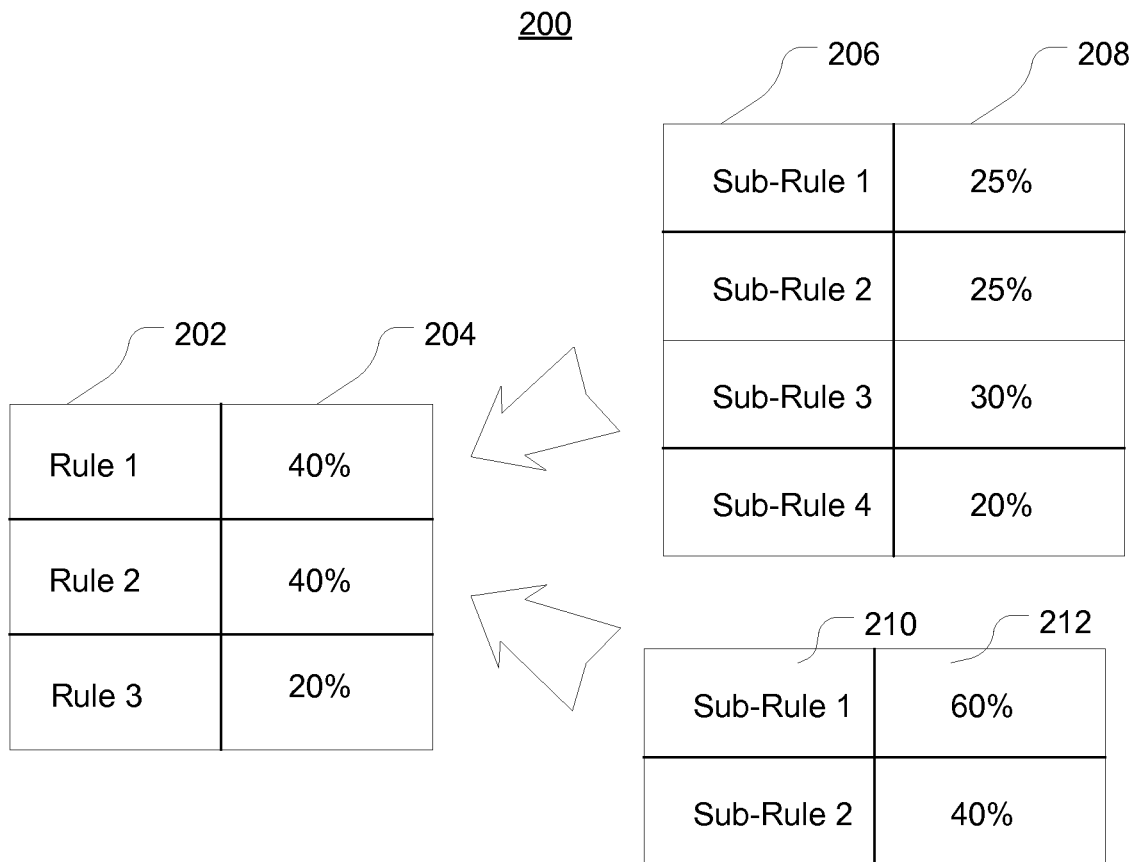 200
206
208
Sub-Rule 1 25%
Sub-Rule 2 25%
Sub-Rule 3 30%
Sub-Rule 4 20%
202
204
Rule 1 40%
Rule 2 40%
Rule 3 20%
210
212
Sub-Rule 1 60%
Sub-Rule 2 40%